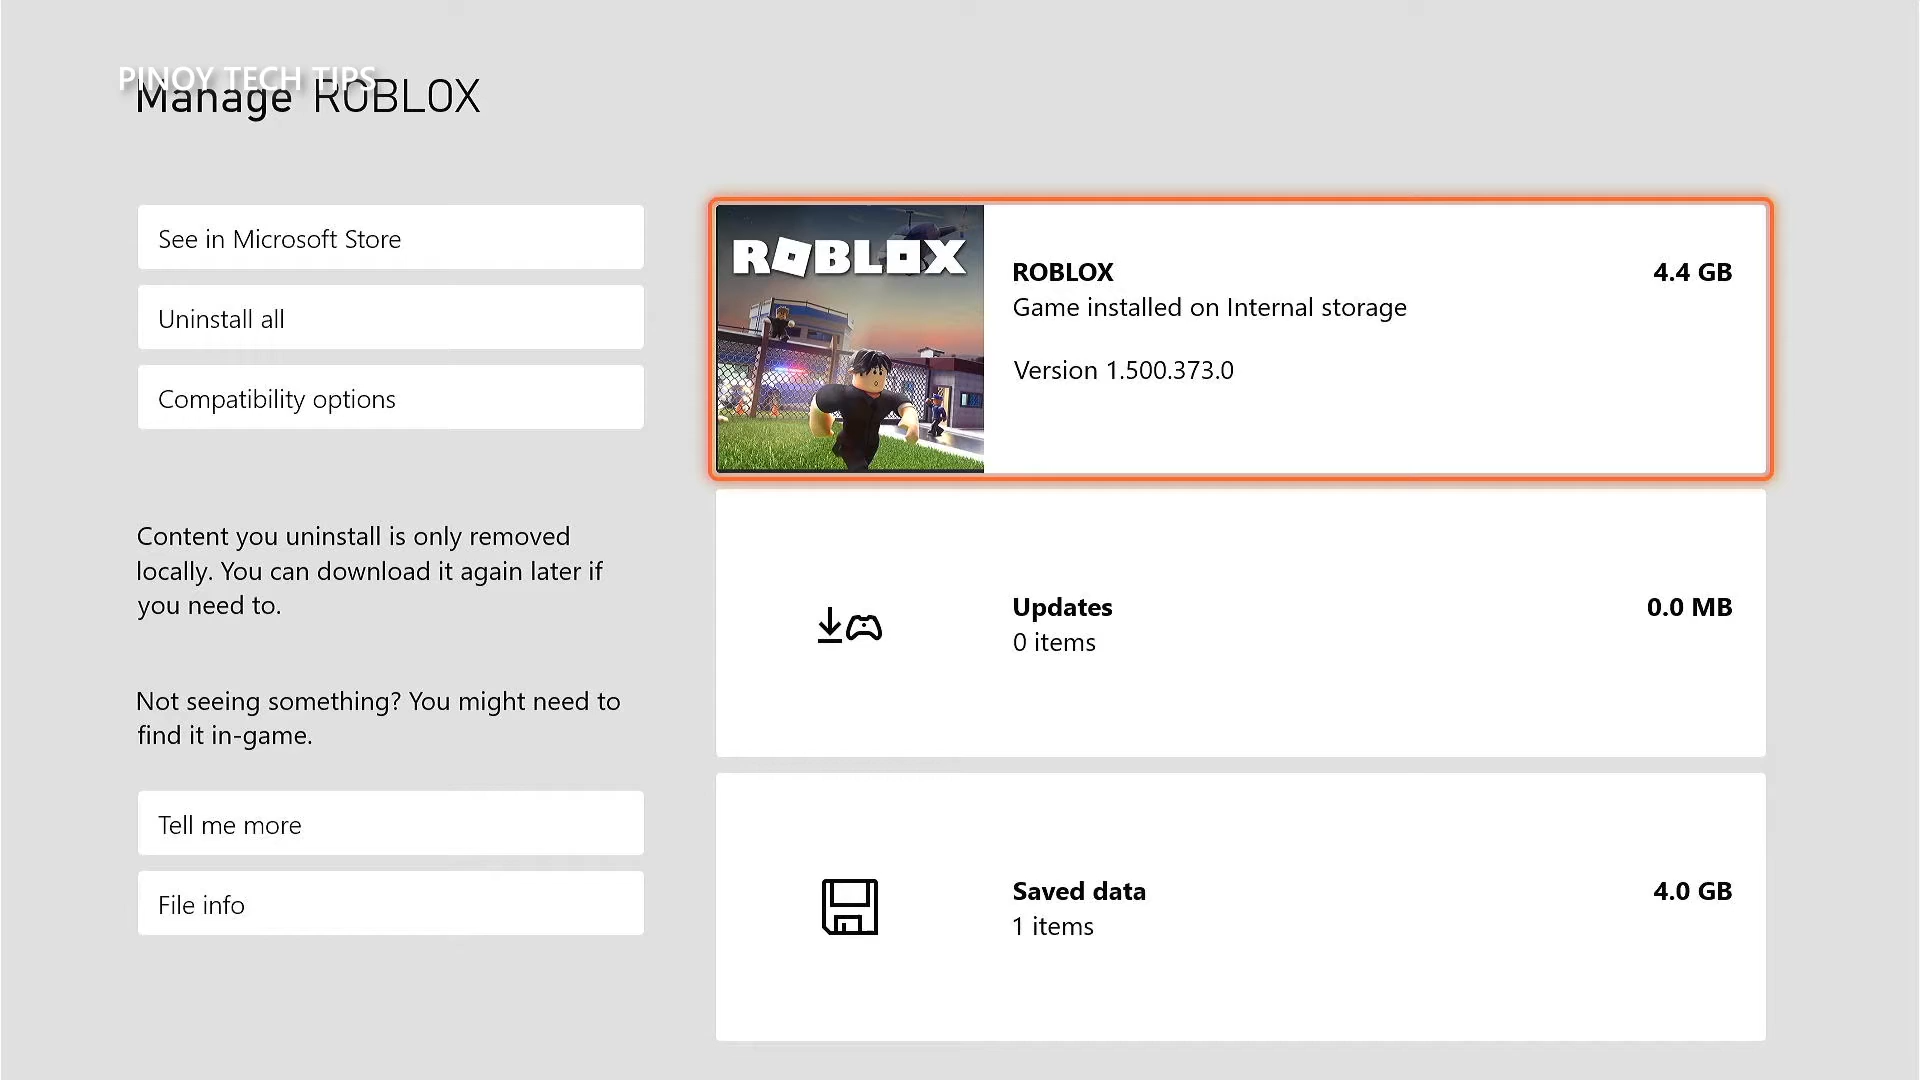 PINOY TECH TIPS
Manage ROBLOX
See in Microsoft Store
Uninstall all
Compatibility options
Content you uninstall is only removed
locally. You can download it again later if
you need to.
Not seeing something? You might need to
find it in-game.
Tell me more
File info
ROBLOX
ROBLOX
4.4 GB
Game installed on Internal storage
Version 1.500.373.0
Updates
0.0 MB
0 items
Saved data
4.0 GB
1 items